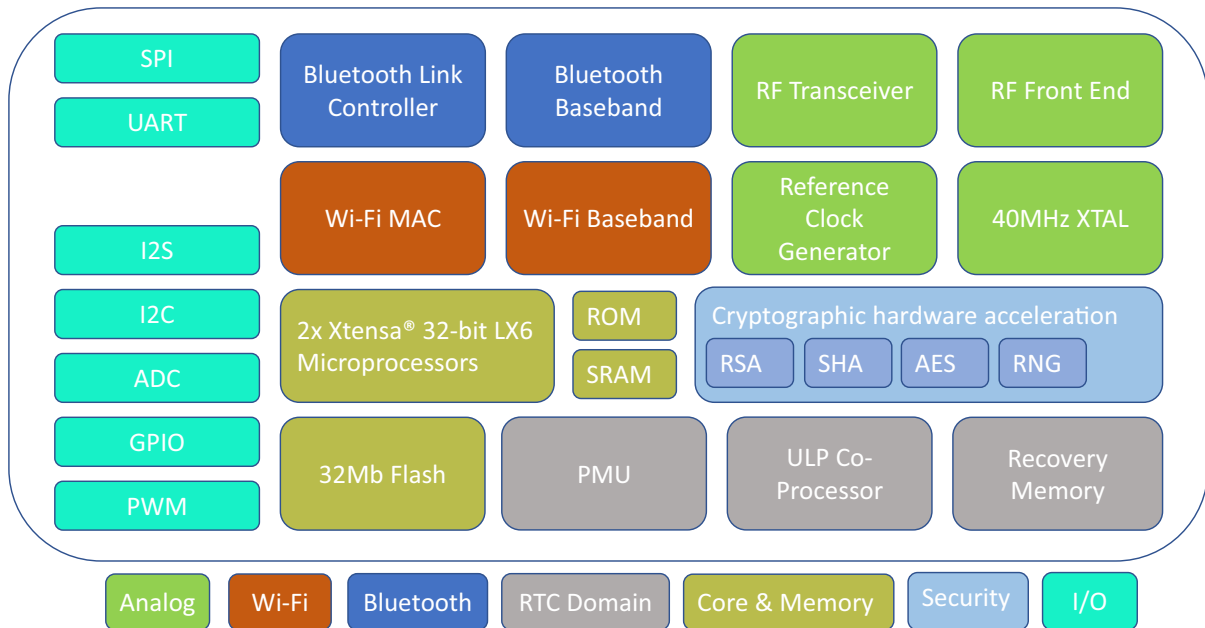 SPI
UART
I2S
I2C
ADC
GPIO
PWM
Bluetooth Link
Controller
Bluetooth
Baseband
RF Transceiver
RF Front End
Wi-Fi MAC
Wi-Fi Baseband
Reference
Clock
Generator
40MHz XTAL
2x Xtensa® 32-bit LX6
Microprocessors
ROM
SRAM
Cryptographic hardware acceleration
RSA
SHA
AES
RNG
32Mb Flash
PMU
ULP Co-
Processor
Recovery
Memory
Analog
Wi-Fi
Bluetooth
RTC Domain
Core & Memory
Security
I/O